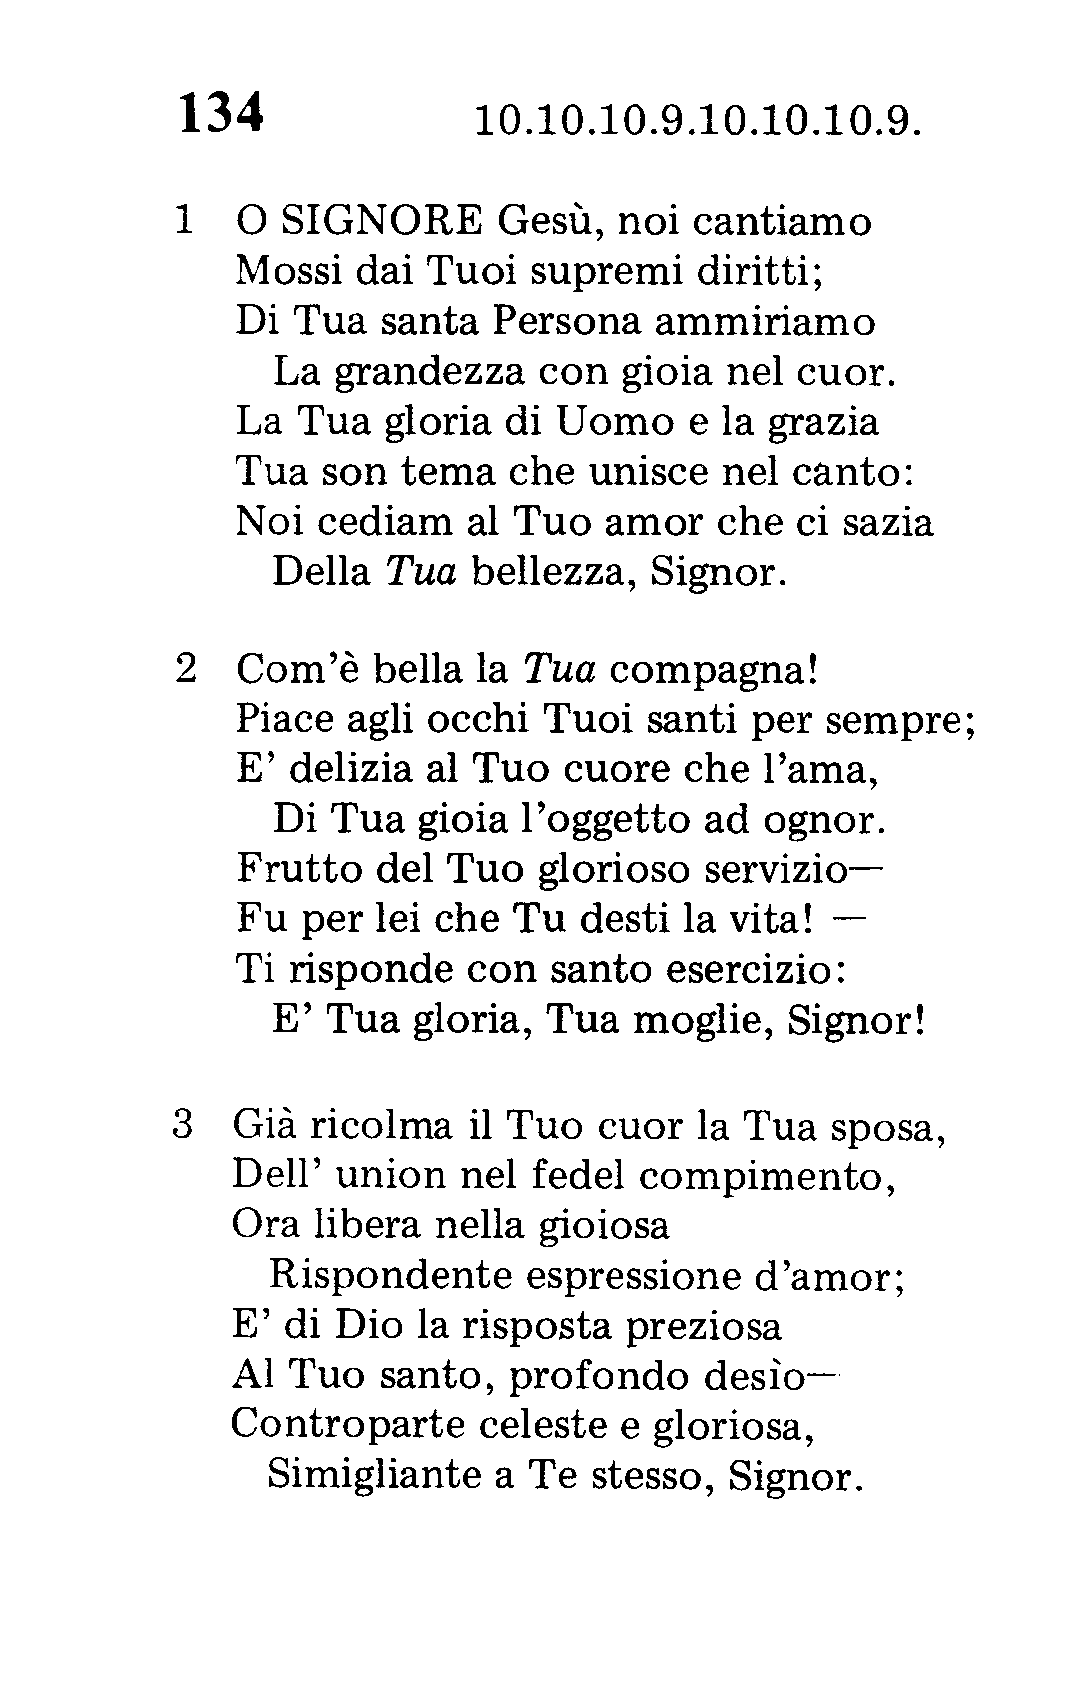 134 10.10.10.9.10.10.10.9.
1 O SIGNORE Gesù, noi cantiamo
Mossi dai Tuoi supremi diritti;
Di Tua santa Persona ammiriamo
La grandezza con gioia nel cuor.
La Tua gloria di Uomo e la grazia
Tua son tema che unisce nel canto:
Noi cediam al Tuo amor che ci sazia
Della Tua bellezza, Signor.
2 Com’è bella la Tua compagna!
Piace agli occhi Tuoi santi per sempre;
E’ delizia al Tuo cuore che l’ama,
Di Tua gioia l’oggetto ad ognor.
Frutto del Tuo glorioso servizio—
Fu per lei che Tu desti la vita! —
Ti risponde con santo esercizio:
E’ Tua gloria, Tua moglie, Signor!
3 Già ricolma il Tuo cuor la Tua sposa,
Dell’ union nel fedel compimento,
Ora libera nella gioiosa
Rispondente espressione d’amor;
E’ di Dio la risposta preziosa
Al Tuo santo, profondo desìo—
Controparte celeste e gloriosa,
Simigliante a Te stesso, Signor.